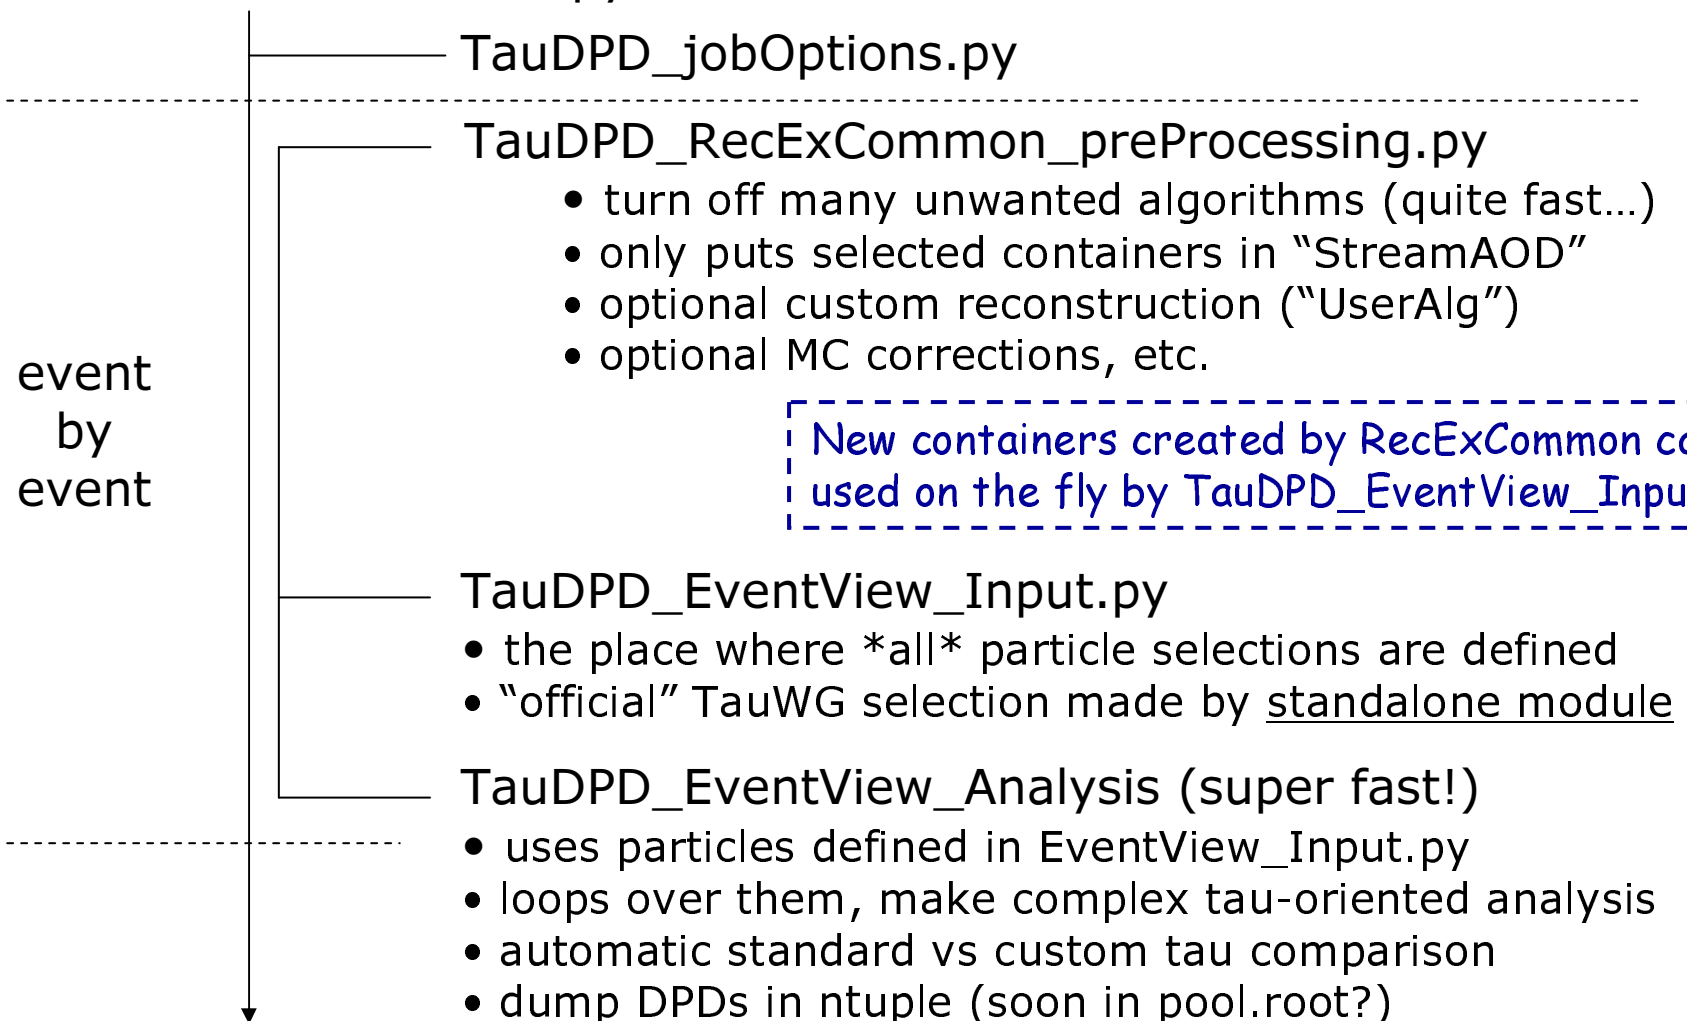 TauDPD_jobOptions.py
TauDPD_RecExCommon_preProcessing.py
• turn off many unwanted algorithms (quite fast…)
• only puts selected containers in “StreamAOD”
• optional custom reconstruction (“UserAlg”)
• optional MC corrections, etc.
event
by
event
New containers created by RecExCommon
used on the fly by
TauDPD_EventView_Input.py
• the place where *all* particle selections are defined
• “official” TauWG selection made by standalone module
TauDPD_EventView_Analysis (super fast!)
• uses particles defined in EventView_Input.py
• loops over them, make complex tau-oriented analysis
• automatic standard vs custom tau comparison
• dump DPDs in ntuple (soon in pool.root?)